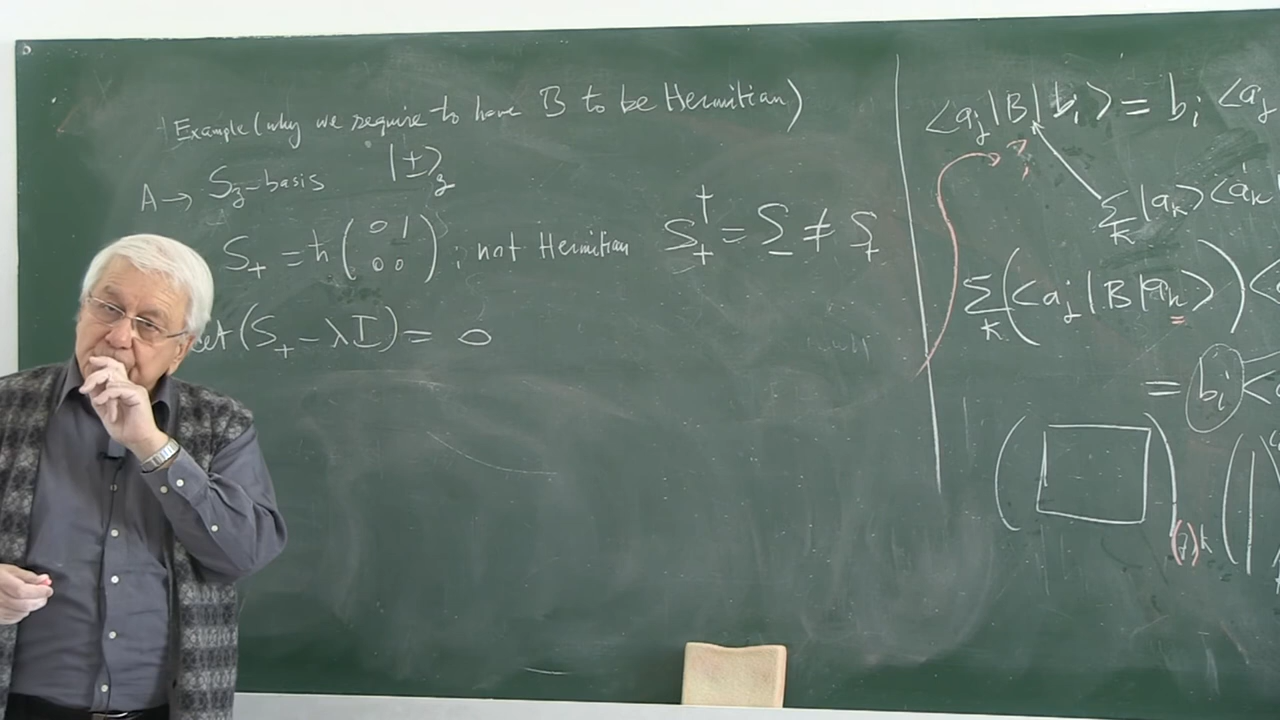 Example (why we require to have B to be Hermitian)
A → S_z-basis |±⟩_z
S_+ = ħ ( 0 1 / 0 0 ) ; not Hermitian S_+^† = S_- ≠ S_+
det(S_+ − λI) = 0
⟨a_j|B|b_i⟩ = b_i ⟨a_j
?
Σ_k |a_k⟩⟨a_k|
Σ_k (⟨a_j|B|a_k⟩) ⟨
= b_i ⟨
(j)k